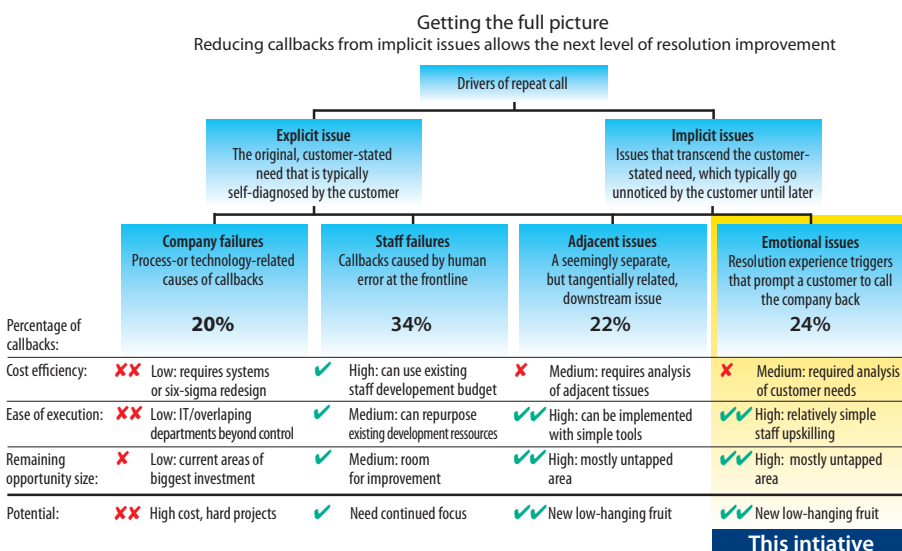 Getting the full picture
Reducing callbacks from implicit issues allows the next level of resolution improvement
Drivers of repeat call
Explicit issue
The original, customer-stated
need that is typically
self-diagnosed by the customer
Implicit issues
Issues that transcend the customer-
stated need, which typically go
unnoticed by the customer until later
Company failures
Process-or technology-related
causes of callbacks
Staff failures
Callbacks caused by human
error at the frontline
Adjacent issues
A seemingly separate,
but tangentially related,
downstream issue
Emotional issues
Resolution experience triggers
that prompt a customer to call
the company back
Percentage of
callbacks:
20%
34%
22%
24%
Cost efficiency:
✘✘ Low: requires systems
or six-sigma redesign
✔ High: can use existing
staff developement budget
✘ Medium: requires analysis
of adjacent tissues
✘ Medium: required analysis
of customer needs
Ease of execution:
✘✘ Low: IT/overlaping
departments beyond control
✔ Medium: can repurpose
existing development ressources
✔✔ High: can be implemented
with simple tools
✔✔ High: relatively simple
staff upskilling
Remaining
opportunity size:
✘ Low: current areas of
biggest investment
✔ Medium: room
for improvement
✔✔ High: mostly untapped
area
✔✔ High: mostly untapped
area
Potential:
✘✘ High cost, hard projects
✔ Need continued focus
✔✔ New low-hanging fruit
✔✔ New low-hanging fruit
This intiative